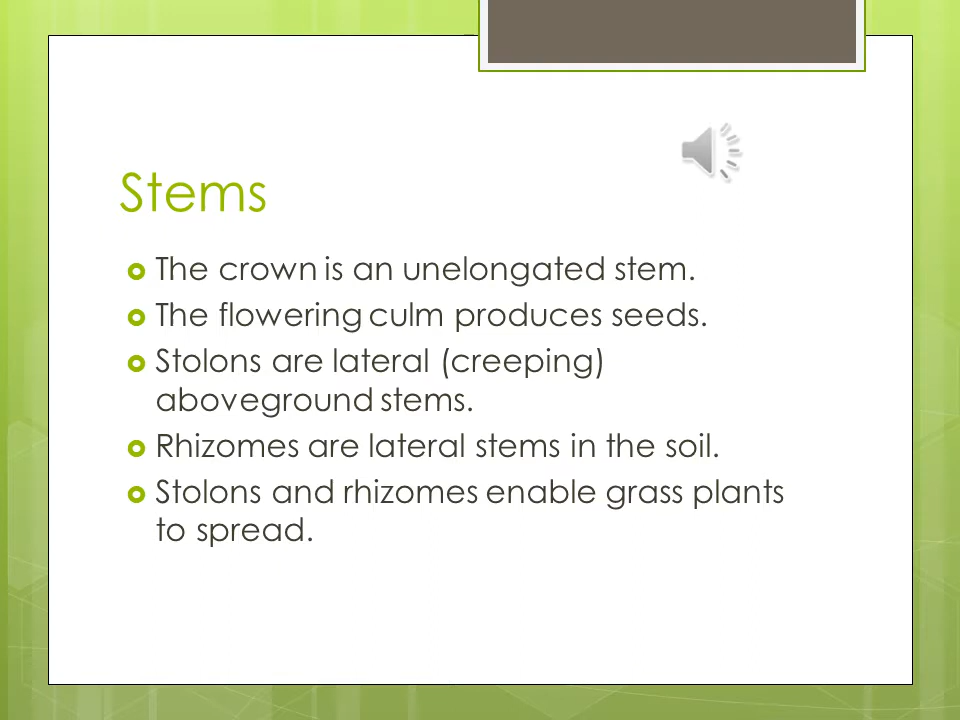 Stems
The crown is an unelongated stem.
The flowering culm produces seeds.
Stolons are lateral (creeping)
aboveground stems.
Rhizomes are lateral stems in the soil.
Stolons and rhizomes enable grass plants
to spread.